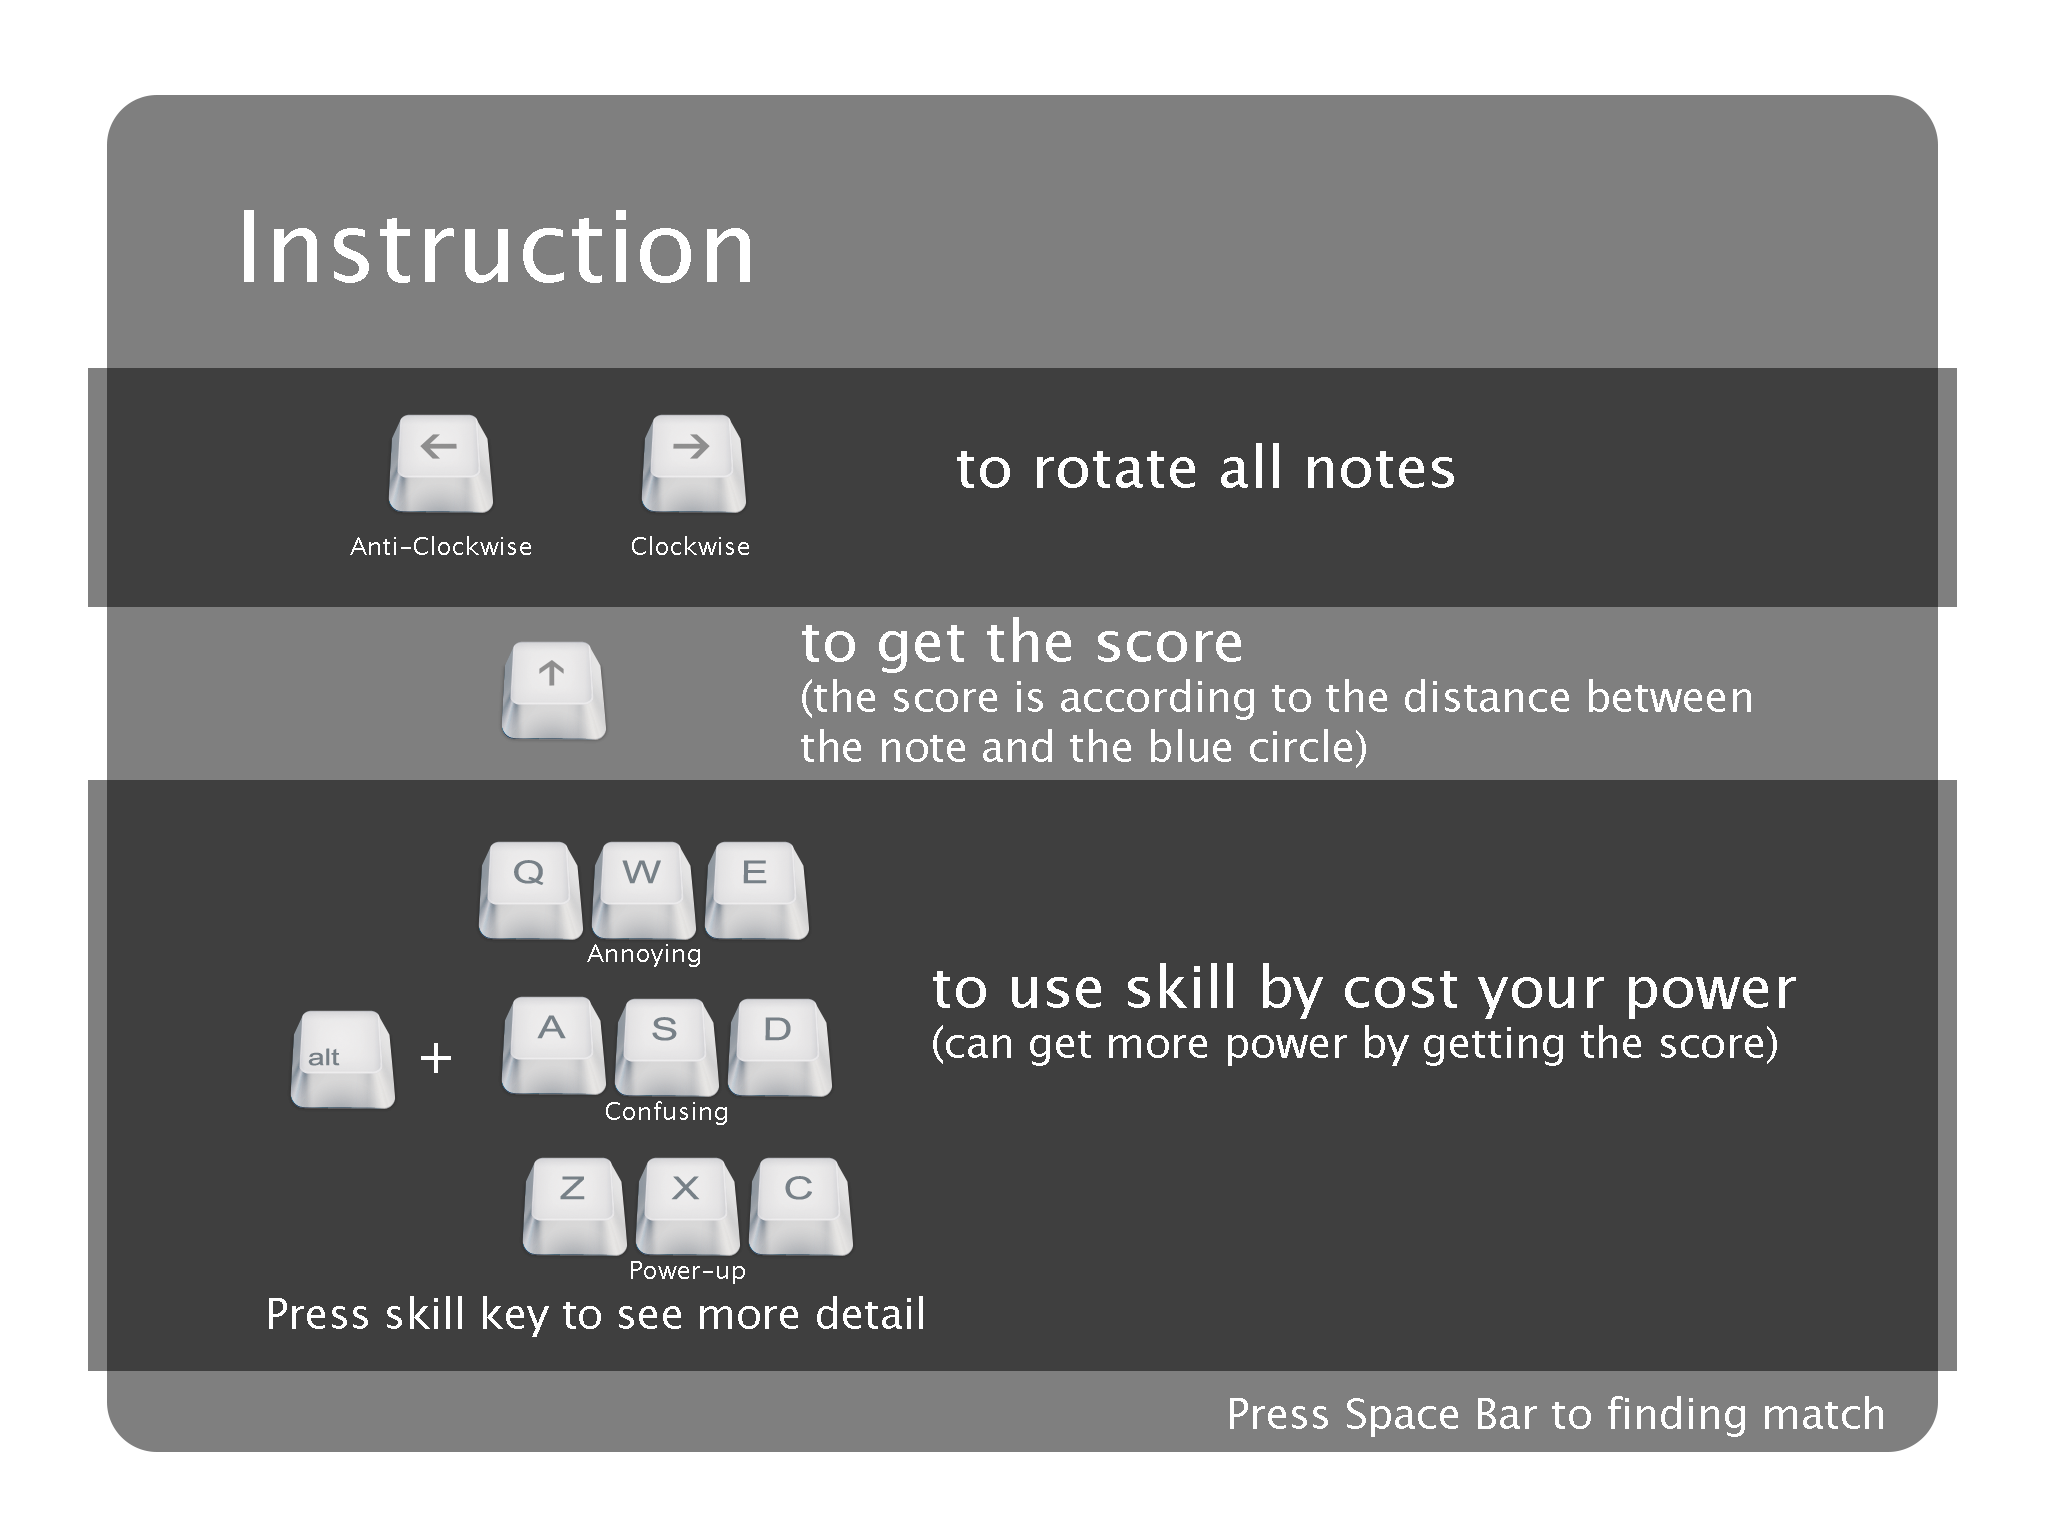 Instruction
← →
Anti-Clockwise Clockwise
to rotate all notes
↑
to get the score
(the score is according to the distance between
the note and the blue circle)
Q W E
Annoying
alt + A S D
Confusing
Z X C
Power-up
to use skill by cost your power
(can get more power by getting the score)
Press skill key to see more detail
Press Space Bar to finding match